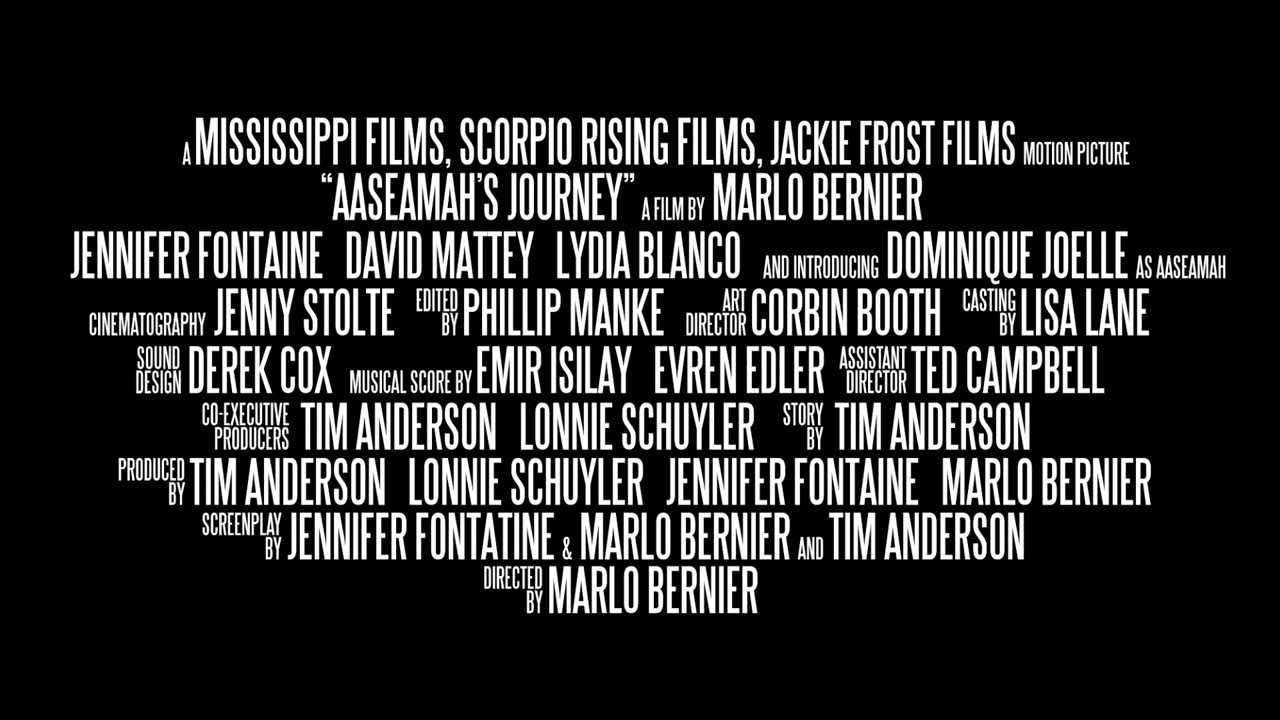 A MISSISSIPPI FILMS, SCORPIO RISING FILMS, JACKIE FROST FILMS MOTION PICTURE
“AASEAMAH’S JOURNEY” A FILM BY MARLO BERNIER
JENNIFER FONTAINE DAVID MATTEY LYDIA BLANCO AND INTRODUCING DOMINIQUE JOELLE AS AASEAMAH
CINEMATOGRAPHY JENNY STOLTE EDITED BY PHILLIP MANKE ART DIRECTOR CORBIN BOOTH CASTING BY LISA LANE
SOUND DESIGN DEREK COX MUSICAL SCORE BY EMIR ISILAY EVREN EDLER ASSISTANT DIRECTOR TED CAMPBELL
CO-EXECUTIVE PRODUCERS TIM ANDERSON LONNIE SCHUYLER STORY BY TIM ANDERSON
PRODUCED BY TIM ANDERSON LONNIE SCHUYLER JENNIFER FONTAINE MARLO BERNIER
SCREENPLAY BY JENNIFER FONTATINE & MARLO BERNIER AND TIM ANDERSON
DIRECTED BY MARLO BERNIER